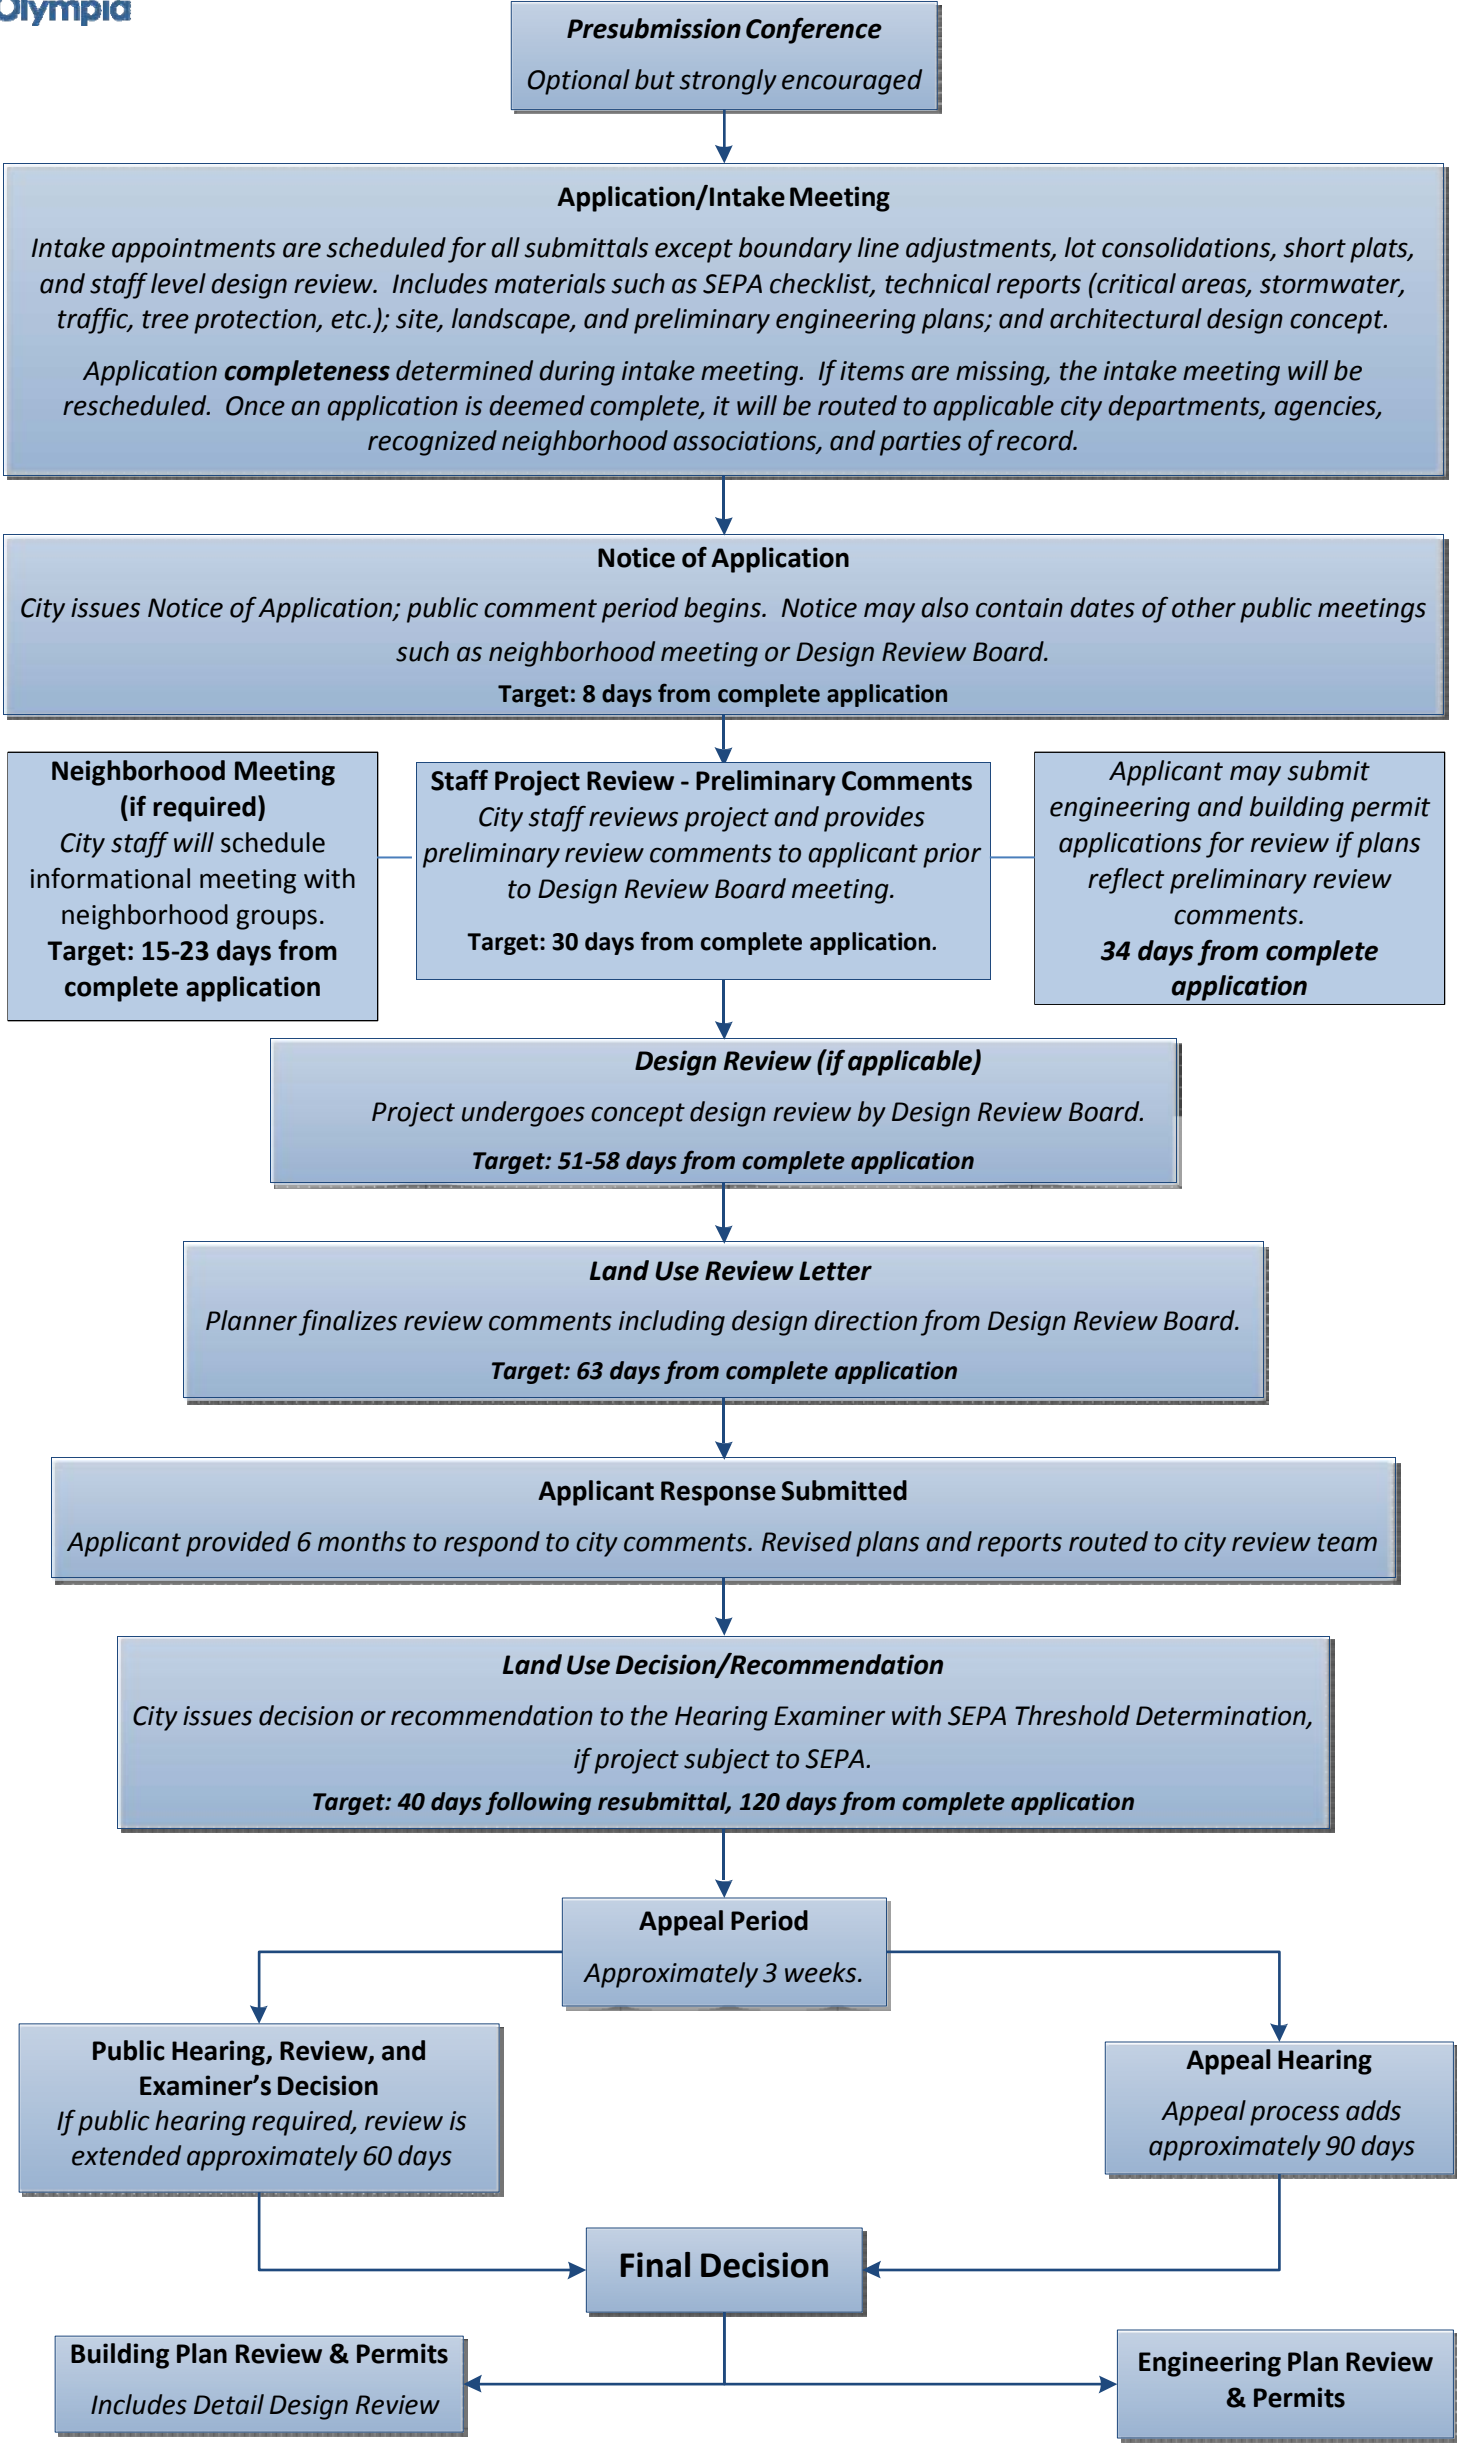 Olympia
Presubmission Conference
Optional but strongly encouraged
Application/Intake Meeting
Intake appointments are scheduled for all submittals except boundary line adjustments, lot consolidations, short plats,
and staff level design review. Includes materials such as SEPA checklist, technical reports (critical areas, stormwater,
traffic, tree protection, etc.); site, landscape, and preliminary engineering plans; and architectural design concept.
Application completeness determined during intake meeting. If items are missing, the intake meeting will be
rescheduled. Once an application is deemed complete, it will be routed to applicable city departments, agencies,
recognized neighborhood associations, and parties of record.
Notice of Application
City issues Notice of Application; public comment period begins. Notice may also contain dates of other public meetings
such as neighborhood meeting or Design Review Board.
Target: 8 days from complete application
Neighborhood Meeting
(if required)
City staff will schedule
informational meeting with
neighborhood groups.
Target: 15-23 days from
complete application
Staff Project Review - Preliminary Comments
City staff reviews project and provides
preliminary review comments to applicant prior
to Design Review Board meeting.
Target: 30 days from complete application.
Applicant may submit
engineering and building permit
applications for review if plans
reflect preliminary review
comments.
34 days from complete
application
Design Review (if applicable)
Project undergoes concept design review by Design Review Board.
Target: 51-58 days from complete application
Land Use Review Letter
Planner finalizes review comments including design direction from Design Review Board.
Target: 63 days from complete application
Applicant Response Submitted
Applicant provided 6 months to respond to city comments. Revised plans and reports routed to city review team
Land Use Decision/Recommendation
City issues decision or recommendation to the Hearing Examiner with SEPA Threshold Determination,
if project subject to SEPA.
Target: 40 days following resubmittal, 120 days from complete application
Appeal Period
Approximately 3 weeks.
Public Hearing, Review, and
Examiner's Decision
If public hearing required, review is
extended approximately 60 days
Appeal Hearing
Appeal process adds
approximately 90 days
Final Decision
Building Plan Review & Permits
Includes Detail Design Review
Engineering Plan Review
& Permits